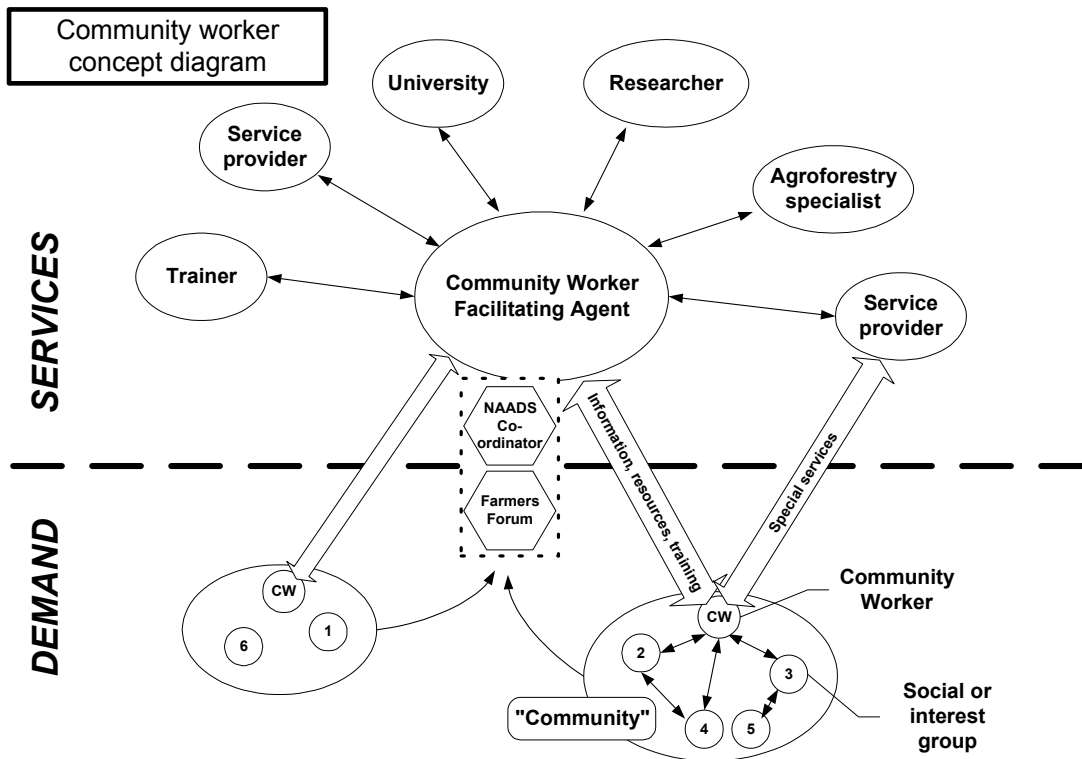 Community worker
concept diagram
University
Researcher
Service
provider
Agroforestry
specialist
Trainer
Community Worker
Facilitating Agent
Service
provider
SERVICES
NAADS
Co-
ordinator
Information, resources, training
Special services
Farmers
Forum
DEMAND
CW
1
6
CW
Community
Worker
2
3
4
5
Social or
interest
group
"Community"